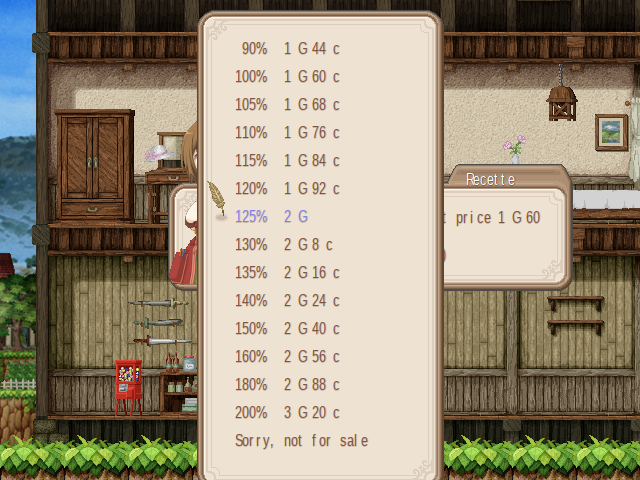 90% 1 G 44 c
100% 1 G 60 c
105% 1 G 68 c
110% 1 G 76 c
115% 1 G 84 c
120% 1 G 92 c
125% 2 G
130% 2 G 8 c
135% 2 G 16 c
140% 2 G 24 c
150% 2 G 40 c
160% 2 G 56 c
180% 2 G 88 c
200% 3 G 20 c
Sorry, not for sale
Recette
price 1 G 60